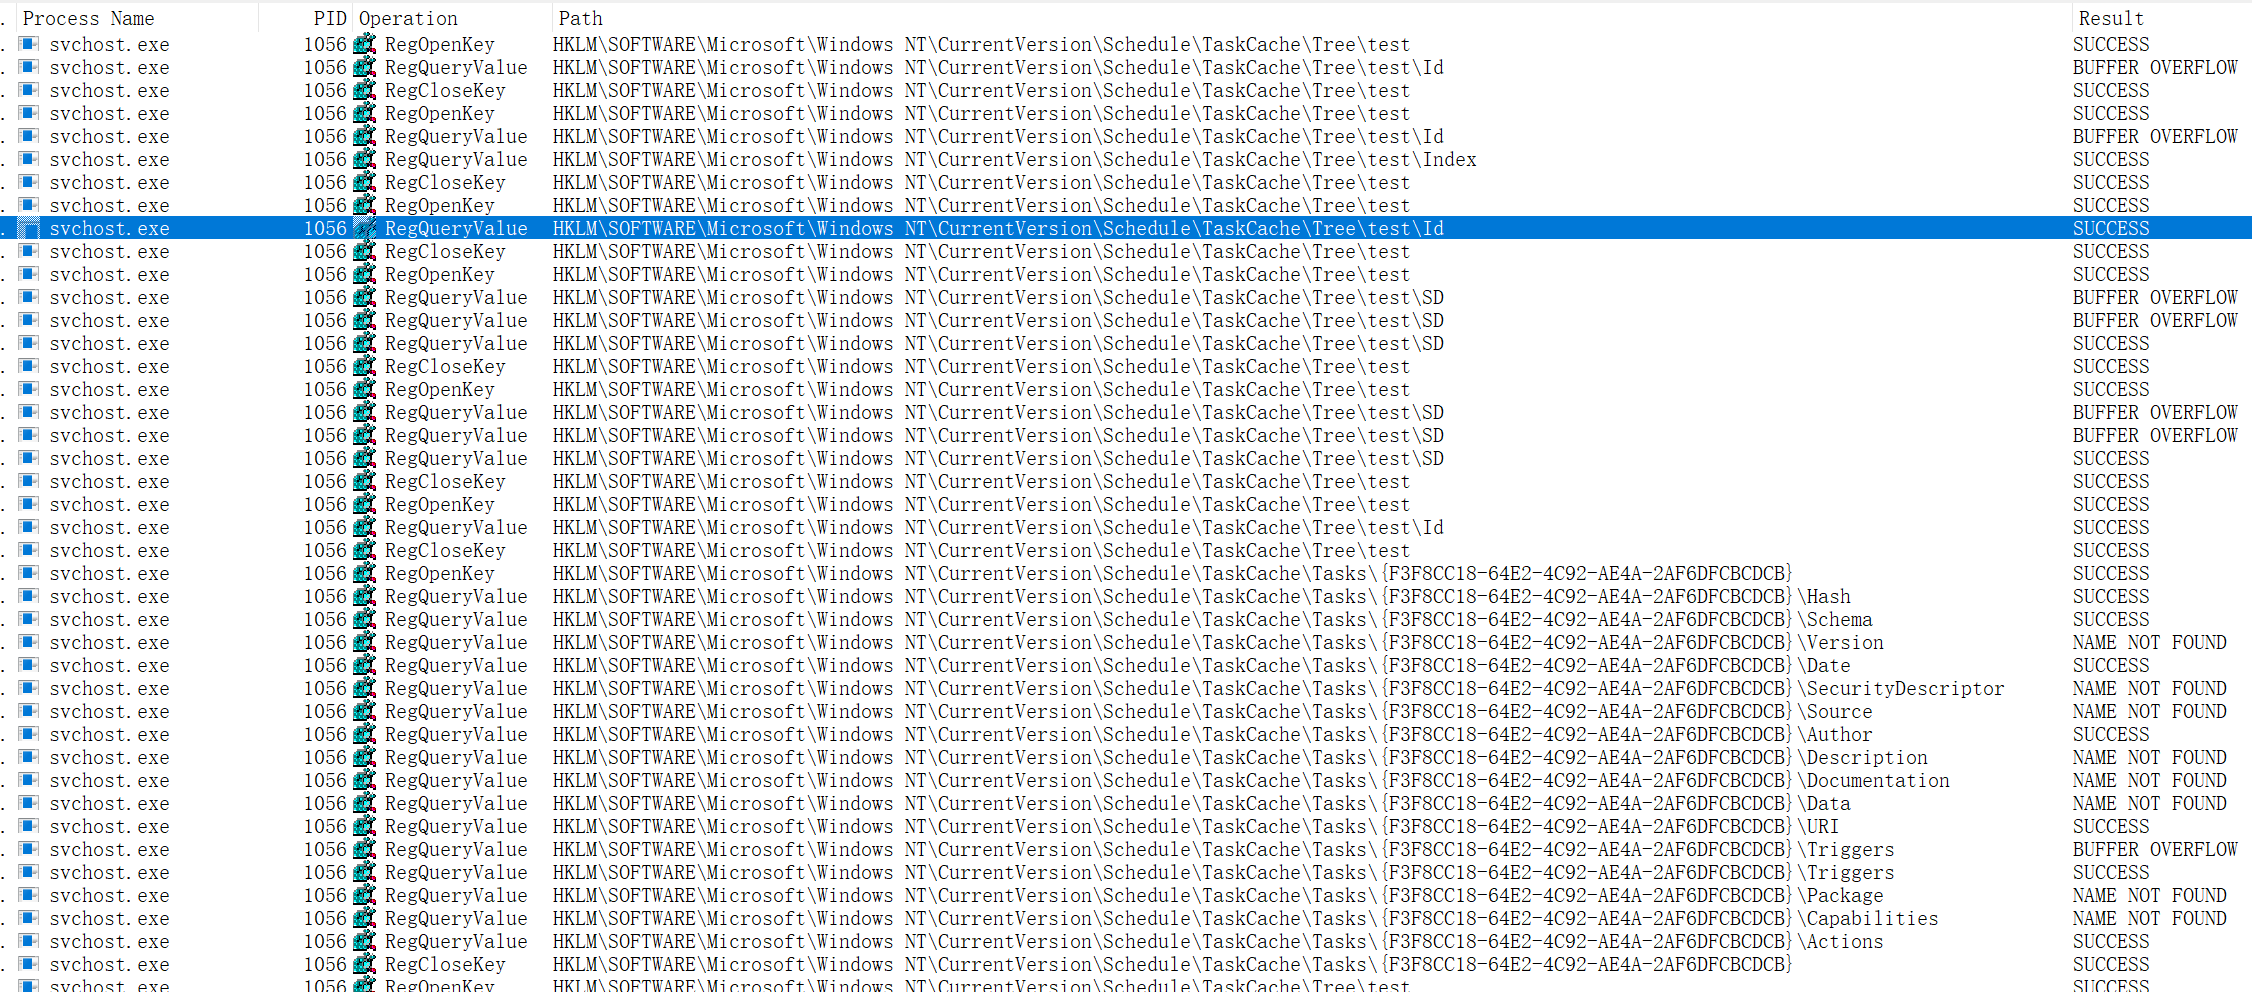 . Process Name PID Operation Path Result
. svchost.exe 1056 RegOpenKey HKLM\SOFTWARE\Microsoft\Windows NT\CurrentVersion\Schedule\TaskCache\Tree\test SUCCESS
. svchost.exe 1056 RegQueryValue HKLM\SOFTWARE\Microsoft\Windows NT\CurrentVersion\Schedule\TaskCache\Tree\test\Id BUFFER OVERFLOW
. svchost.exe 1056 RegCloseKey HKLM\SOFTWARE\Microsoft\Windows NT\CurrentVersion\Schedule\TaskCache\Tree\test SUCCESS
. svchost.exe 1056 RegOpenKey HKLM\SOFTWARE\Microsoft\Windows NT\CurrentVersion\Schedule\TaskCache\Tree\test SUCCESS
. svchost.exe 1056 RegQueryValue HKLM\SOFTWARE\Microsoft\Windows NT\CurrentVersion\Schedule\TaskCache\Tree\test\Id BUFFER OVERFLOW
. svchost.exe 1056 RegQueryValue HKLM\SOFTWARE\Microsoft\Windows NT\CurrentVersion\Schedule\TaskCache\Tree\test\Index SUCCESS
. svchost.exe 1056 RegCloseKey HKLM\SOFTWARE\Microsoft\Windows NT\CurrentVersion\Schedule\TaskCache\Tree\test SUCCESS
. svchost.exe 1056 RegOpenKey HKLM\SOFTWARE\Microsoft\Windows NT\CurrentVersion\Schedule\TaskCache\Tree\test SUCCESS
. svchost.exe 1056 RegQueryValue HKLM\SOFTWARE\Microsoft\Windows NT\CurrentVersion\Schedule\TaskCache\Tree\test\Id SUCCESS
. svchost.exe 1056 RegCloseKey HKLM\SOFTWARE\Microsoft\Windows NT\CurrentVersion\Schedule\TaskCache\Tree\test SUCCESS
. svchost.exe 1056 RegOpenKey HKLM\SOFTWARE\Microsoft\Windows NT\CurrentVersion\Schedule\TaskCache\Tree\test SUCCESS
. svchost.exe 1056 RegQueryValue HKLM\SOFTWARE\Microsoft\Windows NT\CurrentVersion\Schedule\TaskCache\Tree\test\SD BUFFER OVERFLOW
. svchost.exe 1056 RegQueryValue HKLM\SOFTWARE\Microsoft\Windows NT\CurrentVersion\Schedule\TaskCache\Tree\test\SD BUFFER OVERFLOW
. svchost.exe 1056 RegQueryValue HKLM\SOFTWARE\Microsoft\Windows NT\CurrentVersion\Schedule\TaskCache\Tree\test\SD SUCCESS
. svchost.exe 1056 RegCloseKey HKLM\SOFTWARE\Microsoft\Windows NT\CurrentVersion\Schedule\TaskCache\Tree\test SUCCESS
. svchost.exe 1056 RegOpenKey HKLM\SOFTWARE\Microsoft\Windows NT\CurrentVersion\Schedule\TaskCache\Tree\test SUCCESS
. svchost.exe 1056 RegQueryValue HKLM\SOFTWARE\Microsoft\Windows NT\CurrentVersion\Schedule\TaskCache\Tree\test\SD BUFFER OVERFLOW
. svchost.exe 1056 RegQueryValue HKLM\SOFTWARE\Microsoft\Windows NT\CurrentVersion\Schedule\TaskCache\Tree\test\SD BUFFER OVERFLOW
. svchost.exe 1056 RegQueryValue HKLM\SOFTWARE\Microsoft\Windows NT\CurrentVersion\Schedule\TaskCache\Tree\test\SD SUCCESS
. svchost.exe 1056 RegCloseKey HKLM\SOFTWARE\Microsoft\Windows NT\CurrentVersion\Schedule\TaskCache\Tree\test SUCCESS
. svchost.exe 1056 RegOpenKey HKLM\SOFTWARE\Microsoft\Windows NT\CurrentVersion\Schedule\TaskCache\Tree\test SUCCESS
. svchost.exe 1056 RegQueryValue HKLM\SOFTWARE\Microsoft\Windows NT\CurrentVersion\Schedule\TaskCache\Tree\test\Id SUCCESS
. svchost.exe 1056 RegCloseKey HKLM\SOFTWARE\Microsoft\Windows NT\CurrentVersion\Schedule\TaskCache\Tree\test SUCCESS
. svchost.exe 1056 RegOpenKey HKLM\SOFTWARE\Microsoft\Windows NT\CurrentVersion\Schedule\TaskCache\Tasks\{F3F8CC18-64E2-4C92-AE4A-2AF6DFCBCDCB} SUCCESS
. svchost.exe 1056 RegQueryValue HKLM\SOFTWARE\Microsoft\Windows NT\CurrentVersion\Schedule\TaskCache\Tasks\{F3F8CC18-64E2-4C92-AE4A-2AF6DFCBCDCB}\Hash SUCCESS
. svchost.exe 1056 RegQueryValue HKLM\SOFTWARE\Microsoft\Windows NT\CurrentVersion\Schedule\TaskCache\Tasks\{F3F8CC18-64E2-4C92-AE4A-2AF6DFCBCDCB}\Schema SUCCESS
. svchost.exe 1056 RegQueryValue HKLM\SOFTWARE\Microsoft\Windows NT\CurrentVersion\Schedule\TaskCache\Tasks\{F3F8CC18-64E2-4C92-AE4A-2AF6DFCBCDCB}\Version NAME NOT FOUND
. svchost.exe 1056 RegQueryValue HKLM\SOFTWARE\Microsoft\Windows NT\CurrentVersion\Schedule\TaskCache\Tasks\{F3F8CC18-64E2-4C92-AE4A-2AF6DFCBCDCB}\Date SUCCESS
. svchost.exe 1056 RegQueryValue HKLM\SOFTWARE\Microsoft\Windows NT\CurrentVersion\Schedule\TaskCache\Tasks\{F3F8CC18-64E2-4C92-AE4A-2AF6DFCBCDCB}\SecurityDescriptor NAME NOT FOUND
. svchost.exe 1056 RegQueryValue HKLM\SOFTWARE\Microsoft\Windows NT\CurrentVersion\Schedule\TaskCache\Tasks\{F3F8CC18-64E2-4C92-AE4A-2AF6DFCBCDCB}\Source NAME NOT FOUND
. svchost.exe 1056 RegQueryValue HKLM\SOFTWARE\Microsoft\Windows NT\CurrentVersion\Schedule\TaskCache\Tasks\{F3F8CC18-64E2-4C92-AE4A-2AF6DFCBCDCB}\Author SUCCESS
. svchost.exe 1056 RegQueryValue HKLM\SOFTWARE\Microsoft\Windows NT\CurrentVersion\Schedule\TaskCache\Tasks\{F3F8CC18-64E2-4C92-AE4A-2AF6DFCBCDCB}\Description NAME NOT FOUND
. svchost.exe 1056 RegQueryValue HKLM\SOFTWARE\Microsoft\Windows NT\CurrentVersion\Schedule\TaskCache\Tasks\{F3F8CC18-64E2-4C92-AE4A-2AF6DFCBCDCB}\Documentation NAME NOT FOUND
. svchost.exe 1056 RegQueryValue HKLM\SOFTWARE\Microsoft\Windows NT\CurrentVersion\Schedule\TaskCache\Tasks\{F3F8CC18-64E2-4C92-AE4A-2AF6DFCBCDCB}\Data NAME NOT FOUND
. svchost.exe 1056 RegQueryValue HKLM\SOFTWARE\Microsoft\Windows NT\CurrentVersion\Schedule\TaskCache\Tasks\{F3F8CC18-64E2-4C92-AE4A-2AF6DFCBCDCB}\URI SUCCESS
. svchost.exe 1056 RegQueryValue HKLM\SOFTWARE\Microsoft\Windows NT\CurrentVersion\Schedule\TaskCache\Tasks\{F3F8CC18-64E2-4C92-AE4A-2AF6DFCBCDCB}\Triggers BUFFER OVERFLOW
. svchost.exe 1056 RegQueryValue HKLM\SOFTWARE\Microsoft\Windows NT\CurrentVersion\Schedule\TaskCache\Tasks\{F3F8CC18-64E2-4C92-AE4A-2AF6DFCBCDCB}\Triggers SUCCESS
. svchost.exe 1056 RegQueryValue HKLM\SOFTWARE\Microsoft\Windows NT\CurrentVersion\Schedule\TaskCache\Tasks\{F3F8CC18-64E2-4C92-AE4A-2AF6DFCBCDCB}\Package NAME NOT FOUND
. svchost.exe 1056 RegQueryValue HKLM\SOFTWARE\Microsoft\Windows NT\CurrentVersion\Schedule\TaskCache\Tasks\{F3F8CC18-64E2-4C92-AE4A-2AF6DFCBCDCB}\Capabilities NAME NOT FOUND
. svchost.exe 1056 RegQueryValue HKLM\SOFTWARE\Microsoft\Windows NT\CurrentVersion\Schedule\TaskCache\Tasks\{F3F8CC18-64E2-4C92-AE4A-2AF6DFCBCDCB}\Actions SUCCESS
. svchost.exe 1056 RegCloseKey HKLM\SOFTWARE\Microsoft\Windows NT\CurrentVersion\Schedule\TaskCache\Tasks\{F3F8CC18-64E2-4C92-AE4A-2AF6DFCBCDCB} SUCCESS
svchost.exe 1056 RegOpenKey HKLM\SOFTWARE\Microsoft\Windows NT\CurrentVersion\Schedule\TaskCache\Tree\test SUCCESS